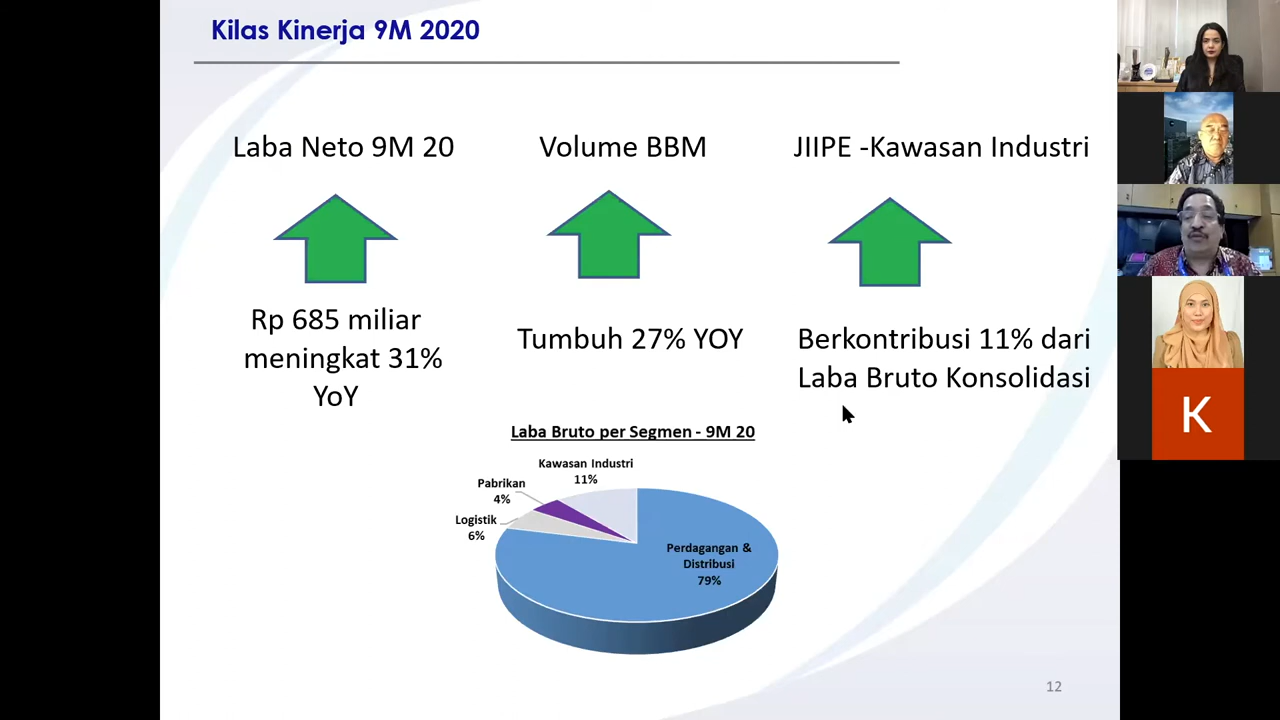 Kilas Kinerja 9M 2020
Laba Neto 9M 20
Volume BBM
JIIPE -Kawasan Industri
Rp 685 miliar
meningkat 31%
YoY
Tumbuh 27% YOY
Berkontribusi 11% dari
Laba Bruto Konsolidasi
Laba Bruto per Segmen - 9M 20
Kawasan Industri
11%
Pabrikan
4%
Logistik
6%
Perdagangan &
Distribusi
79%
12
K